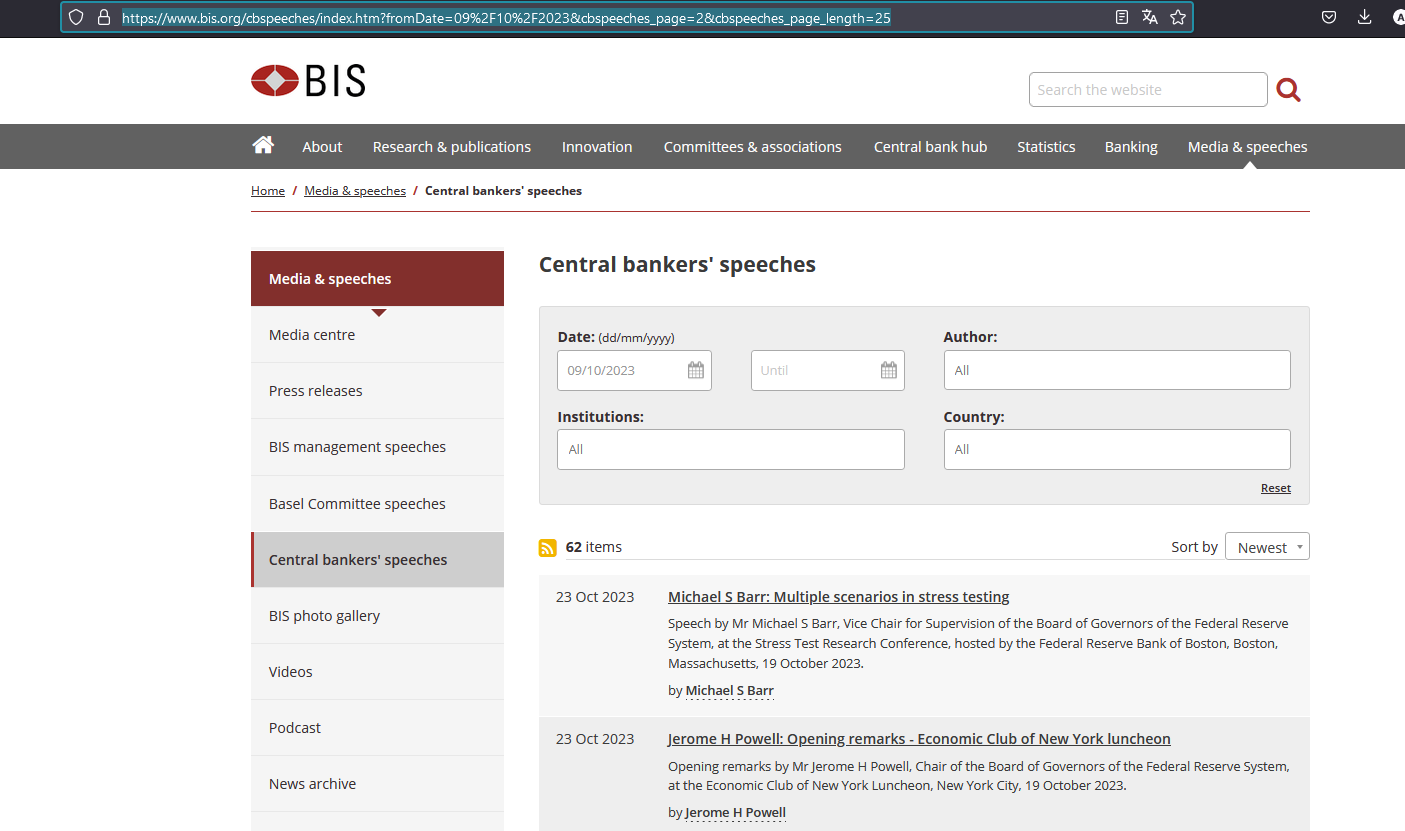 https://www.bis.org/cbspeeches/index.htm?fromDate=09%2F10%2F2023&cbspeeches_page=2&cbspeeches_page_length=25
A
BIS
Search the website
About Research & publications Innovation Committees & associations Central bank hub Statistics Banking Media & speeches
Home / Media & speeches / Central bankers' speeches
Media & speeches
Media centre
Press releases
BIS management speeches
Basel Committee speeches
Central bankers' speeches
BIS photo gallery
Videos
Podcast
News archive
Central bankers' speeches
Date: (dd/mm/yyyy)
09/10/2023
Until
Author:
All
Institutions:
All
Country:
All
Reset
62 items
Sort by Newest
23 Oct 2023
Michael S Barr: Multiple scenarios in stress testing
Speech by Mr Michael S Barr, Vice Chair for Supervision of the Board of Governors of the Federal Reserve
System, at the Stress Test Research Conference, hosted by the Federal Reserve Bank of Boston, Boston,
Massachusetts, 19 October 2023.
by Michael S Barr
23 Oct 2023
Jerome H Powell: Opening remarks - Economic Club of New York luncheon
Opening remarks by Mr Jerome H Powell, Chair of the Board of Governors of the Federal Reserve System,
at the Economic Club of New York Luncheon, New York City, 19 October 2023.
by Jerome H Powell